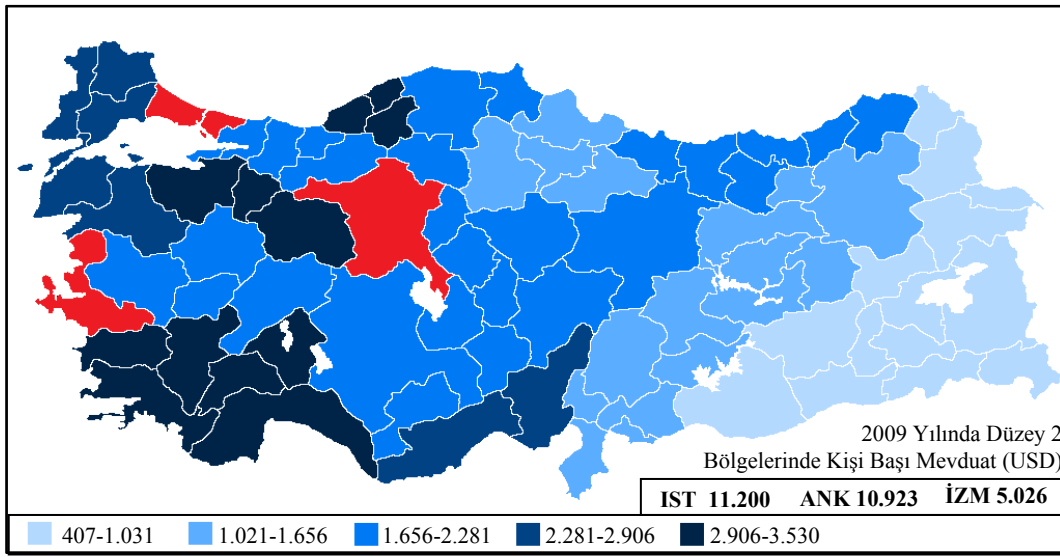 2009 Yılında Düzey 2
Bölgelerinde Kişi Başı Mevduat (USD)
IST 11.200 ANK 10.923 İZM 5.026
407-1.031 1.021-1.656 1.656-2.281 2.281-2.906 2.906-3.530